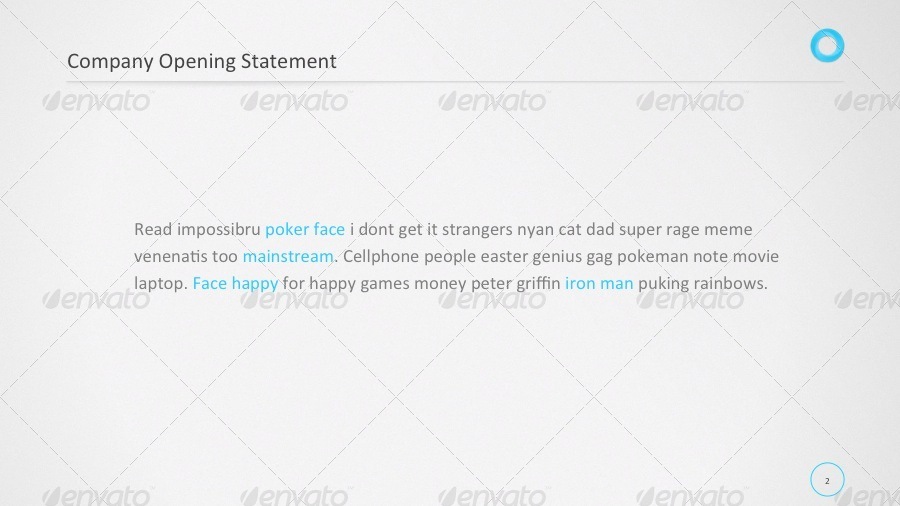 Company Opening Statement
envato envato envato envato envato
Read impossibru poker face i dont get it strangers nyan cat dad super rage meme
venenatis too mainstream. Cellphone people easter genius gag pokeman note movie
laptop. Face happy for happy games money peter griffin iron man puking rainbows.
envato envato envato envato envato
2
envato envato envato envato envato